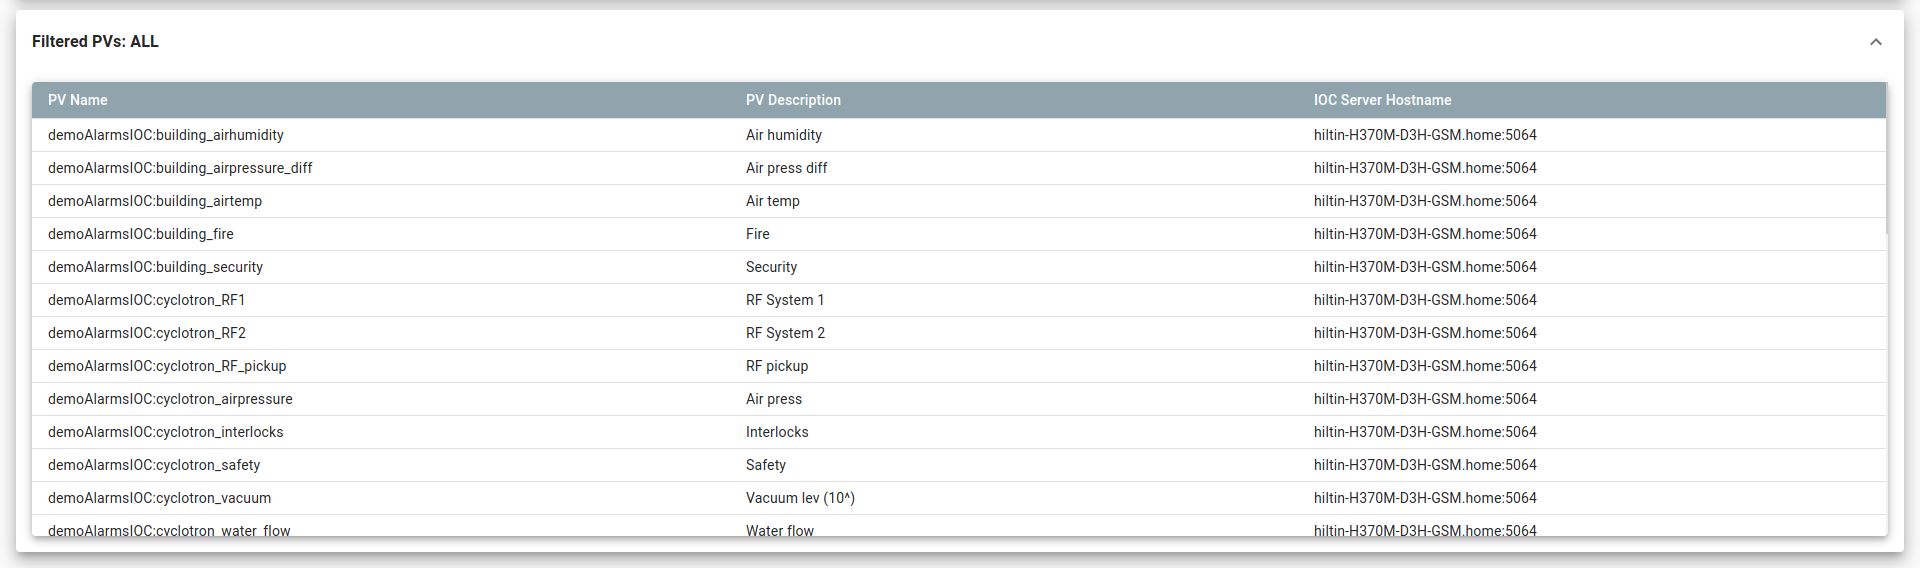 Filtered PVs: ALL
PV Name PV Description IOC Server Hostname
demoAlarmsIOC:building_airhumidity Air humidity hiltin-H370M-D3H-GSM.home:5064
demoAlarmsIOC:building_airpressure_diff Air press diff hiltin-H370M-D3H-GSM.home:5064
demoAlarmsIOC:building_airtemp Air temp hiltin-H370M-D3H-GSM.home:5064
demoAlarmsIOC:building_fire Fire hiltin-H370M-D3H-GSM.home:5064
demoAlarmsIOC:building_security Security hiltin-H370M-D3H-GSM.home:5064
demoAlarmsIOC:cyclotron_RF1 RF System 1 hiltin-H370M-D3H-GSM.home:5064
demoAlarmsIOC:cyclotron_RF2 RF System 2 hiltin-H370M-D3H-GSM.home:5064
demoAlarmsIOC:cyclotron_RF_pickup RF pickup hiltin-H370M-D3H-GSM.home:5064
demoAlarmsIOC:cyclotron_airpressure Air press hiltin-H370M-D3H-GSM.home:5064
demoAlarmsIOC:cyclotron_interlocks Interlocks hiltin-H370M-D3H-GSM.home:5064
demoAlarmsIOC:cyclotron_safety Safety hiltin-H370M-D3H-GSM.home:5064
demoAlarmsIOC:cyclotron_vacuum Vacuum lev (10^) hiltin-H370M-D3H-GSM.home:5064
demoAlarmsIOC:cyclotron_water_flow Water flow hiltin-H370M-D3H-GSM.home:5064